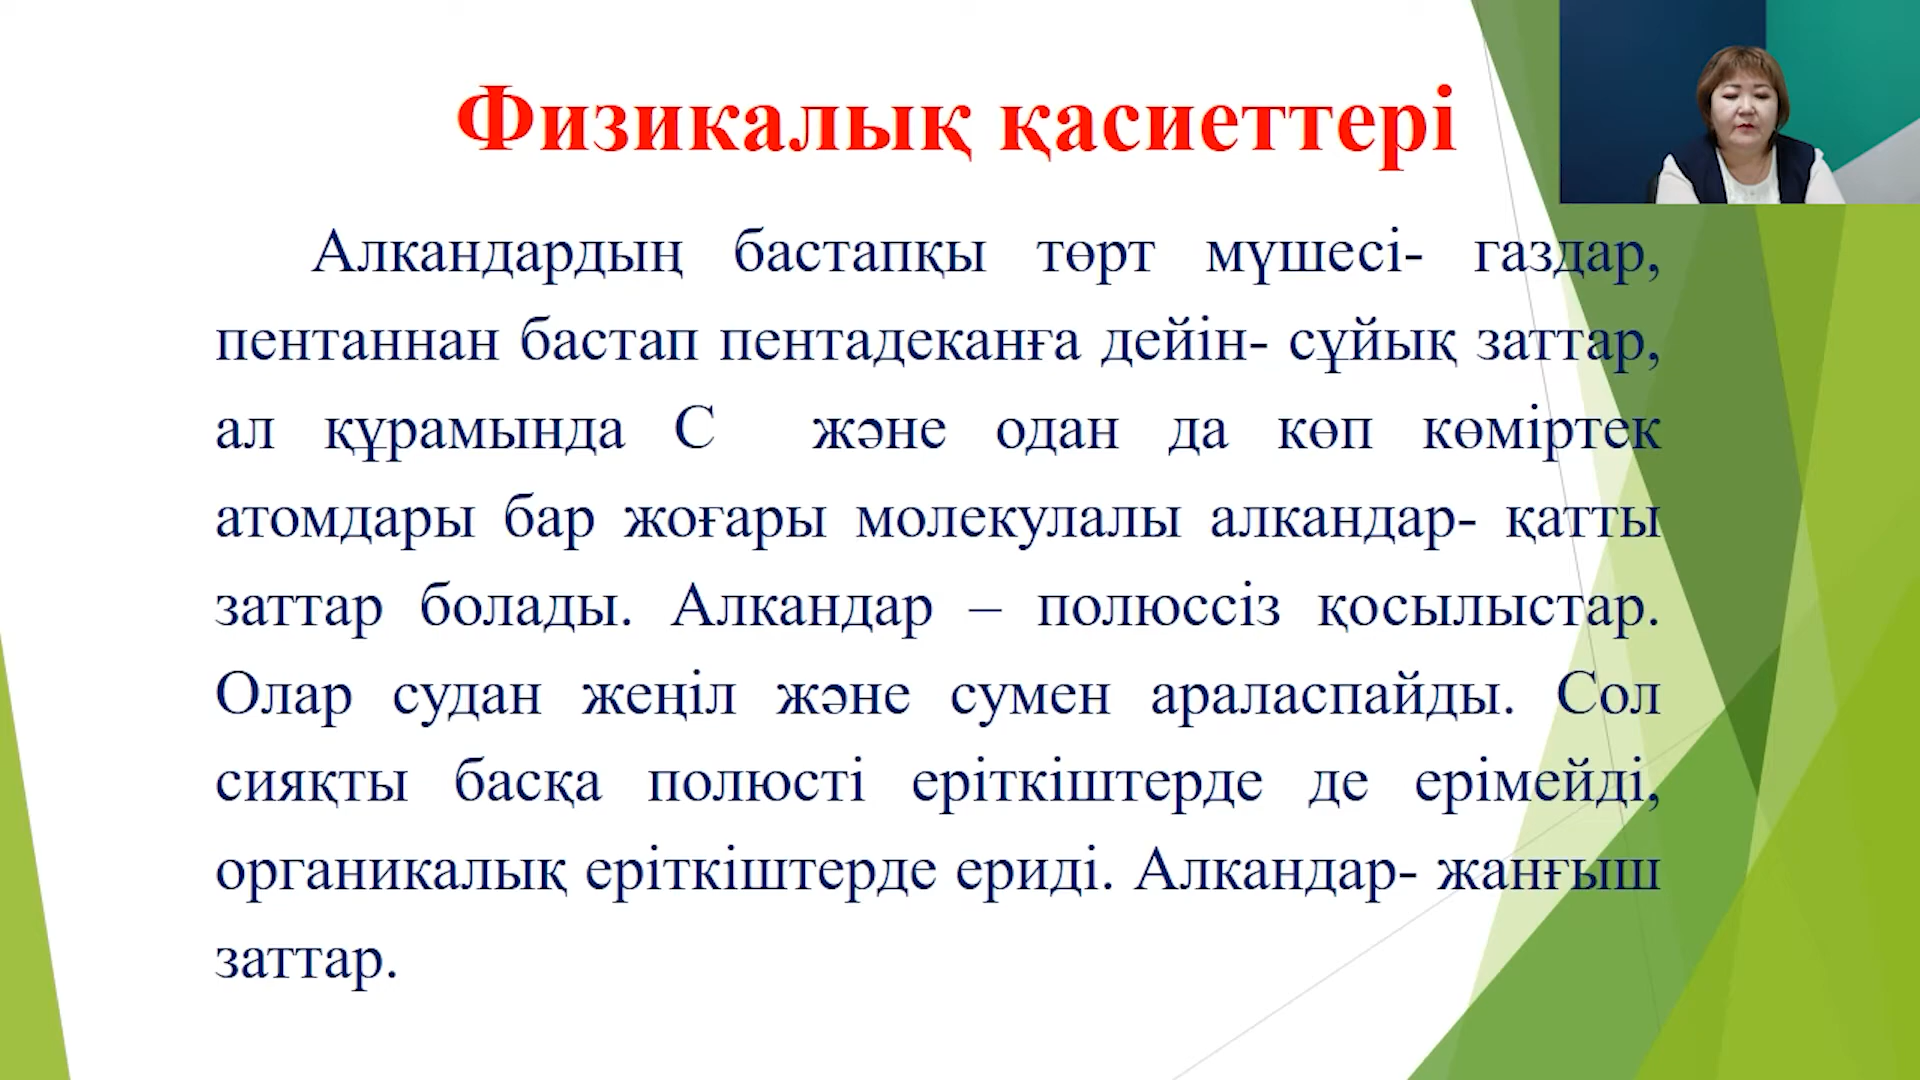 Физикалық қасиеттері
Алкандардың бастапқы төрт мүшесі- газдар,
пентаннан бастап пентадеканға дейін- сұйық заттар,
ал құрамында С және одан да көп көміртек
атомдары бар жоғары молекулалы алкандар- қатты
заттар болады. Алкандар – полюссіз қосылыстар.
Олар судан жеңіл және сумен араласпайды. Сол
сияқты басқа полюсті еріткіштерде де ерімейді,
органикалық еріткіштерде ериді. Алкандар- жанғыш
заттар.